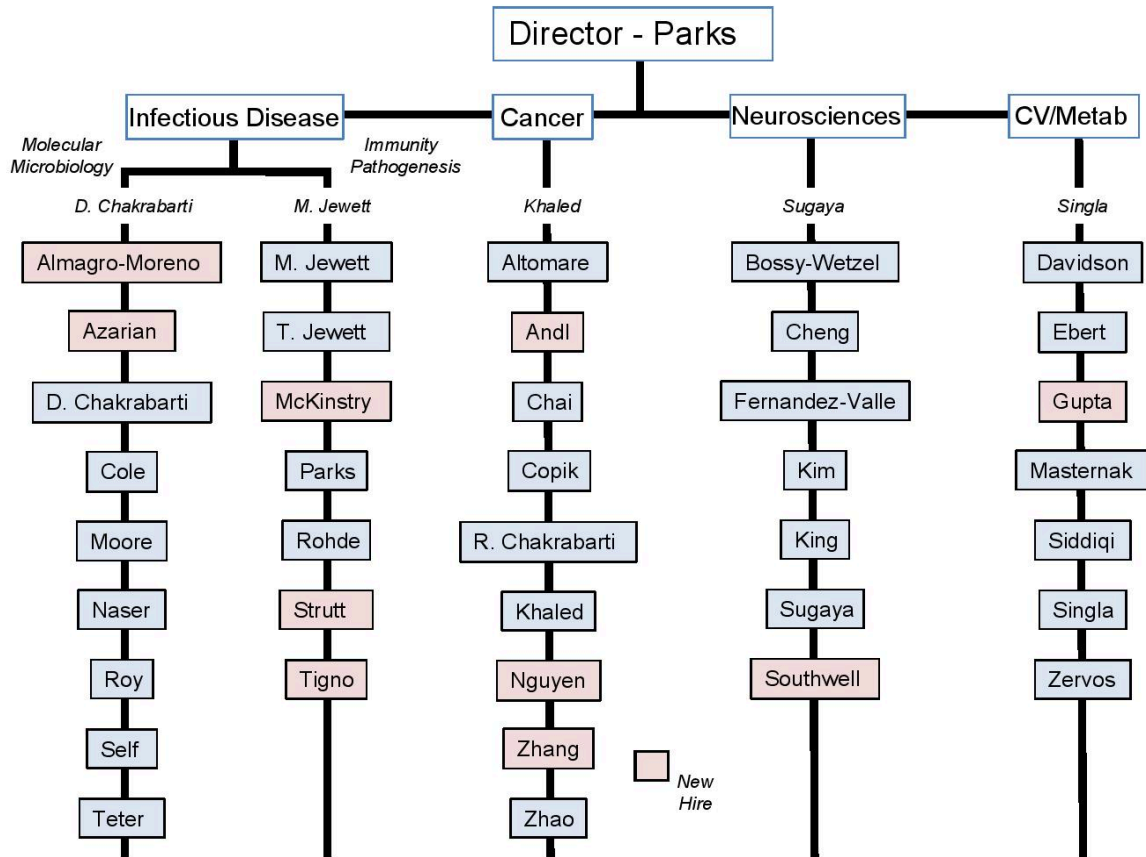 Director - Parks
Infectious Disease
Cancer
Neurosciences
CV/Metab
Molecular
Microbiology
Immunity
Pathogenesis
D. Chakrabarti
M. Jewett
Khaled
Sugaya
Singla
Almagro-Moreno
Azarian
D. Chakrabarti
Cole
Moore
Naser
Roy
Self
Teter
M. Jewett
T. Jewett
McKinstry
Parks
Rohde
Strutt
Tigno
Altomare
Andl
Chai
Copik
R. Chakrabarti
Khaled
Nguyen
Zhang
Zhao
Bossy-Wetzel
Cheng
Fernandez-Valle
Kim
King
Sugaya
Southwell
Davidson
Ebert
Gupta
Masternak
Siddiqi
Singla
Zervos
New
Hire